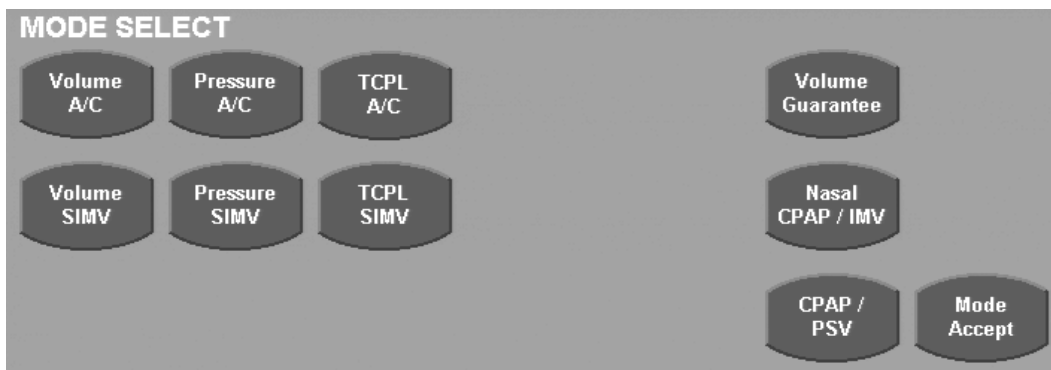 MODE SELECT
Volume
A/C
Pressure
A/C
TCPL
A/C
Volume
Guarantee
Volume
SIMV
Pressure
SIMV
TCPL
SIMV
Nasal
CPAP / IMV
CPAP /
PSV
Mode
Accept